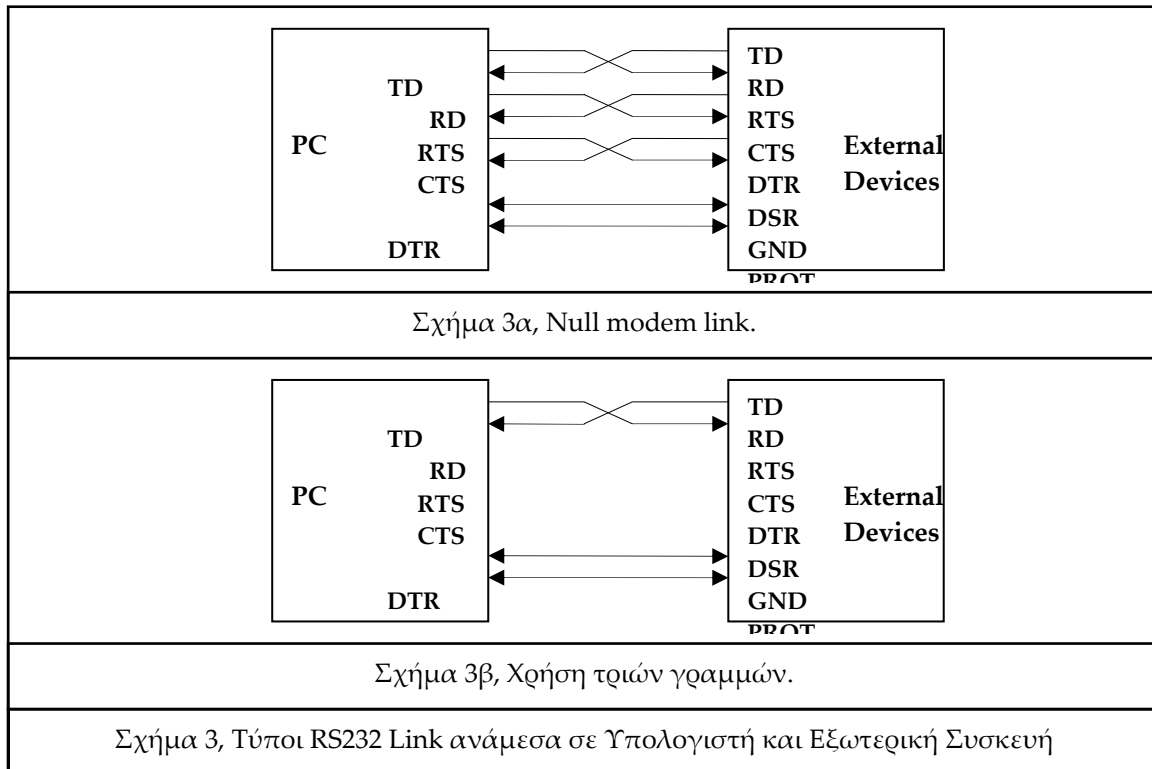 TD
RD
RTS
CTS
DTR
PC
TD
RD
RTS
CTS
DTR
DSR
GND
PROT
External
Devices
Σχήμα 3α, Null modem link.
TD
RD
RTS
CTS
DTR
PC
TD
RD
RTS
CTS
DTR
DSR
GND
PROT
External
Devices
Σχήμα 3β, Χρήση τριών γραμμών.
Σχήμα 3, Τύποι RS232 Link ανάμεσα σε Υπολογιστή και Εξωτερική Συσκευή